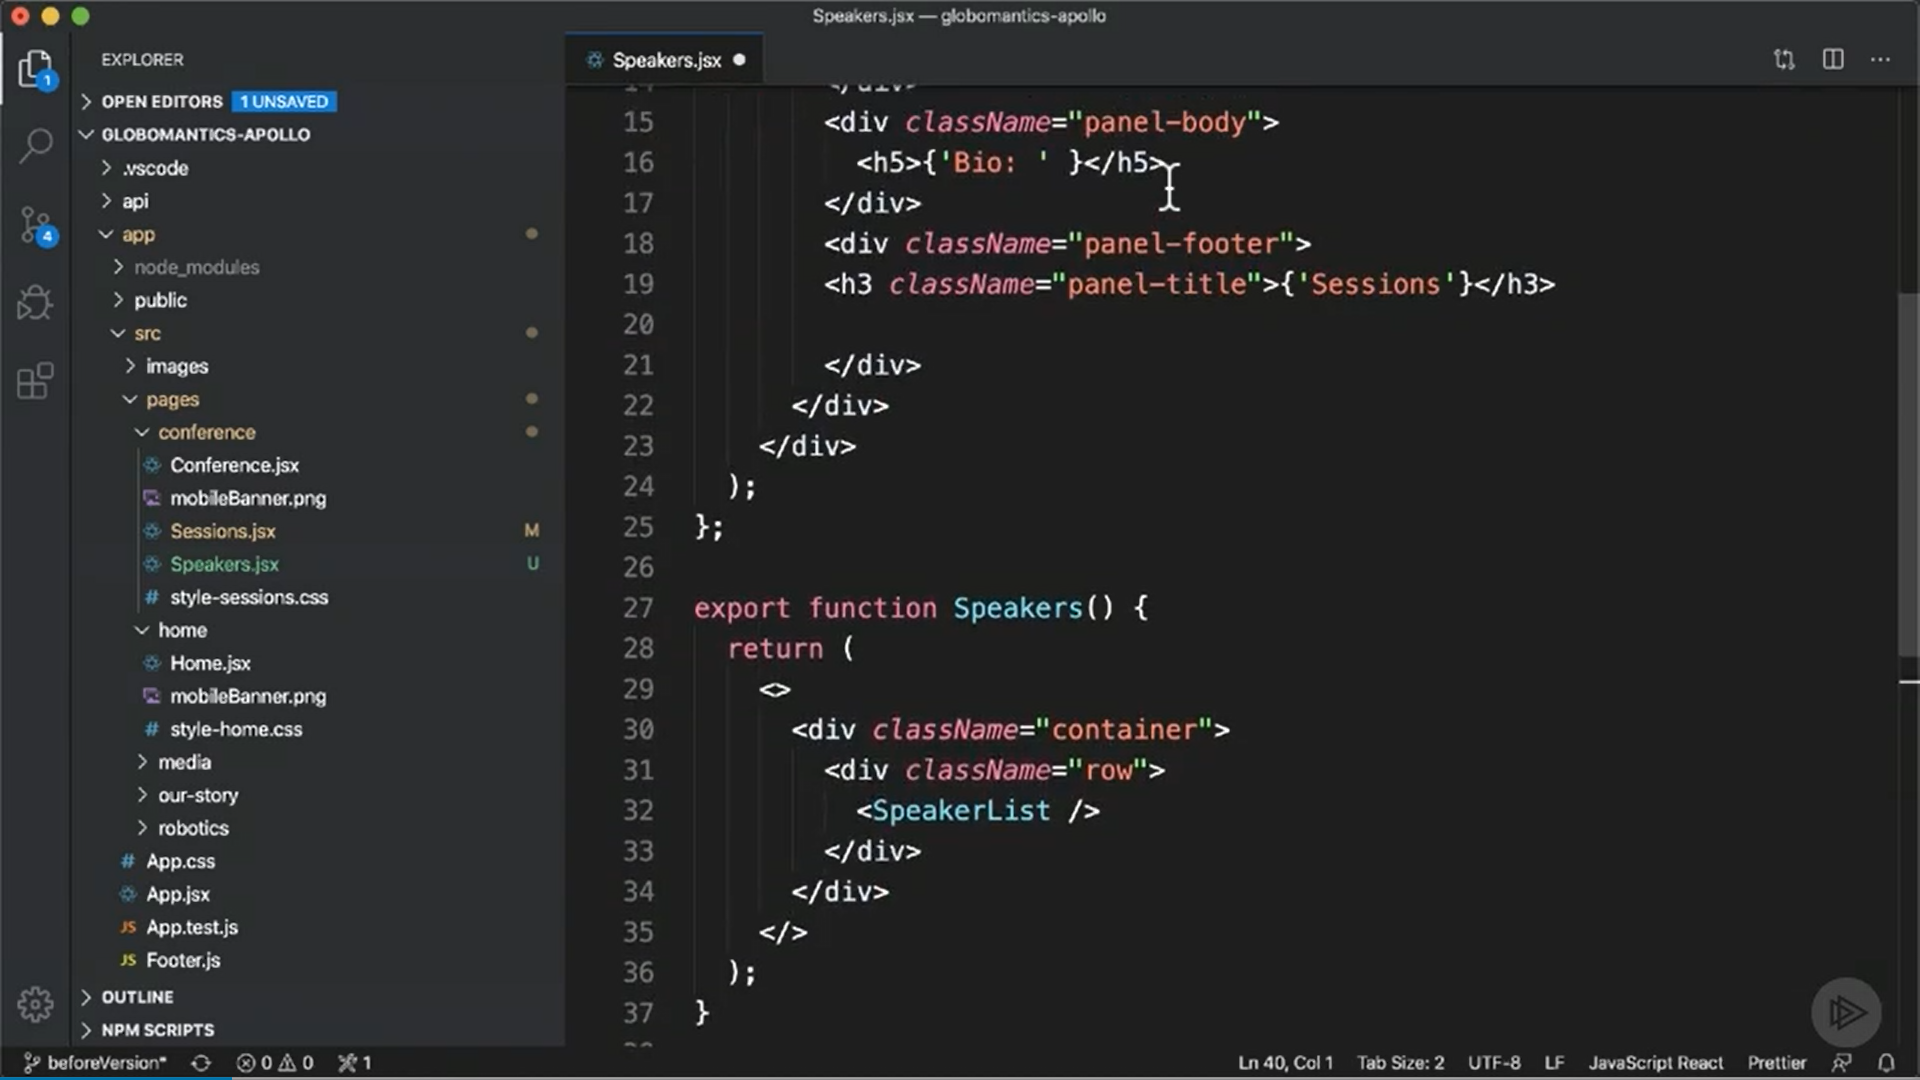 Speakers.jsx — globomantics-apollo
EXPLORER
Speakers.jsx
OPEN EDITORS 1 UNSAVED
GLOBOMANTICS-APOLLO
.vscode
api
app
node_modules
public
src
images
pages
conference
Conference.jsx
mobileBanner.png
Sessions.jsx M
Speakers.jsx U
style-sessions.css
home
Home.jsx
mobileBanner.png
style-home.css
media
our-story
robotics
App.css
App.jsx
JS App.test.js
JS Footer.js
OUTLINE
NPM SCRIPTS
1
4
14 </div>
15 <div className="panel-body">
16 <h5>{'Bio: ' }</h5>
17 </div>
18 <div className="panel-footer">
19 <h3 className="panel-title">{'Sessions'}</h3>
20
21 </div>
22 </div>
23 </div>
24 );
25 };
26
27 export function Speakers() {
28 return (
29 <>
30 <div className="container">
31 <div className="row">
32 <SpeakerList />
33 </div>
34 </div>
35 </>
36 );
37 }
beforeVersion* 0 0 1 Ln 40, Col 1 Tab Size: 2 UTF-8 LF JavaScript React Prettier